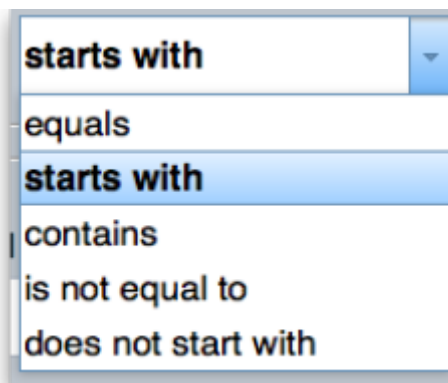 starts with
equals
starts with
contains
is not equal to
does not start with